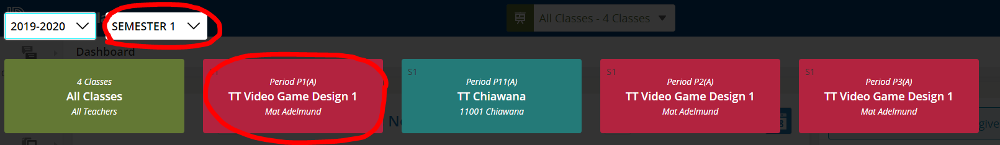 2019-2020
SEMESTER 1
All Classes - 4 Classes
Dashboard
4 Classes
All Classes
All Teachers
S1
Period P1(A)
TT Video Game Design 1
Mat Adelmund
Period P11(A)
TT Chiawana
11001 Chiawana
S1
Period P2(A)
TT Video Game Design 1
Mat Adelmund
S1
Period P3(A)
TT Video Game Design 1
Mat Adelmund